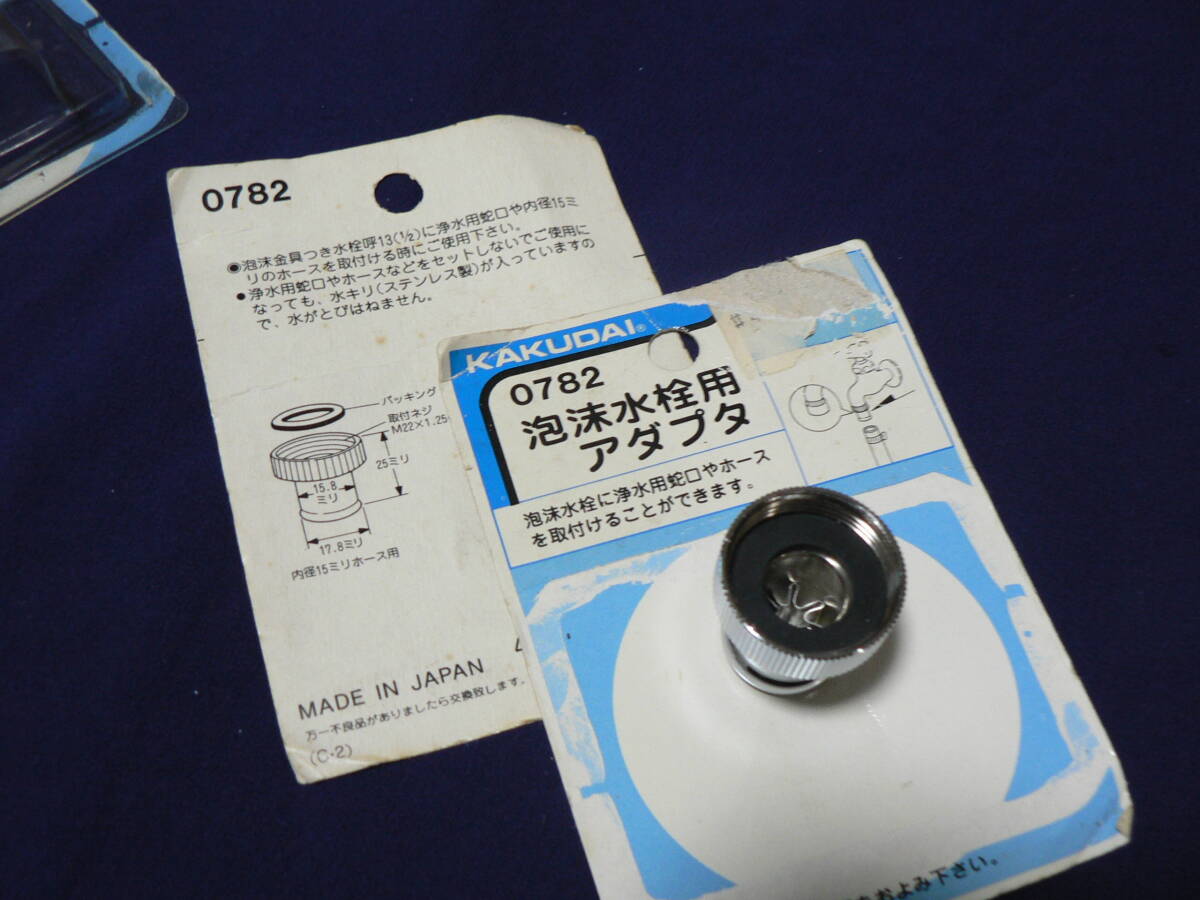 0782
●泡沫金具つき水栓呼13(½)に浄水用蛇口や内径15ミ
リのホースを取付ける時にご使用下さい。
●浄水用蛇口やホースなどをセットしないでご使用に
なっても、水キリ(ステンレス製)が入っていますの
で、水がとびはねません。
パッキング
取付ネジ
M22×1.25
25ミリ
15.8
ミリ
17.8ミリ
内径15ミリホース用
MADE IN JAPAN
万一不良品がありましたら交換致します。
(C・2)
KAKUDAI®
0782
泡沫水栓用
アダプタ
泡沫水栓に浄水用蛇口やホース
を取付けることができます。
およみ下さい。